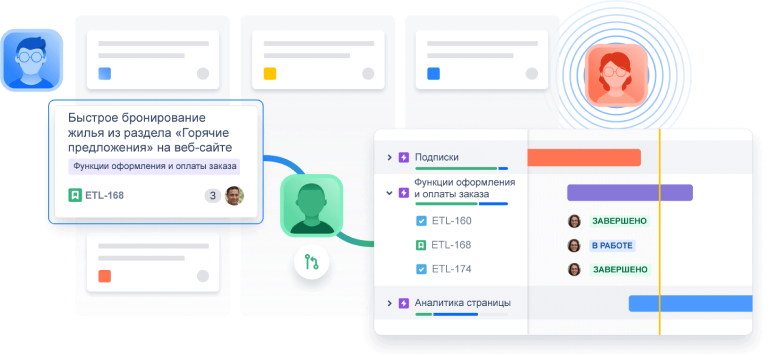 Быстрое бронирование
жилья из раздела «Горячие
предложения» на веб-сайте
Функции оформления и оплаты заказа
ETL-168
3
Подписки
Функции оформления
и оплаты заказа
ETL-160
ЗАВЕРШЕНО
ETL-168
В РАБОТЕ
ETL-174
ЗАВЕРШЕНО
Аналитика страницы